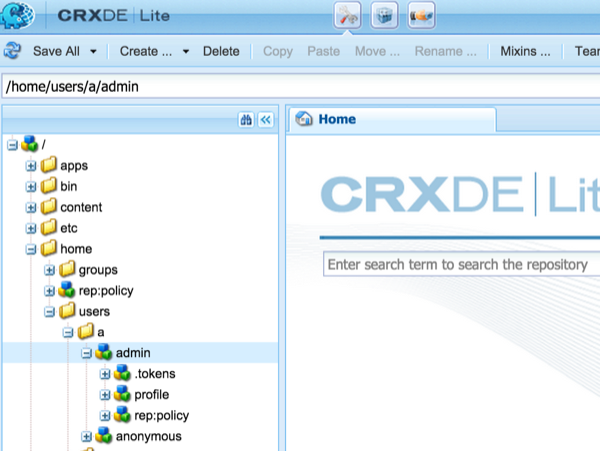 CRXDE | Lite
Save All Create ... Delete Copy Paste Move ... Rename ... Mixins ... Tear
/home/users/a/admin
Home
/
apps
bin
content
etc
home
groups
rep:policy
users
a
admin
.tokens
profile
rep:policy
anonymous
CRXDE | Lit
Enter search term to search the repository